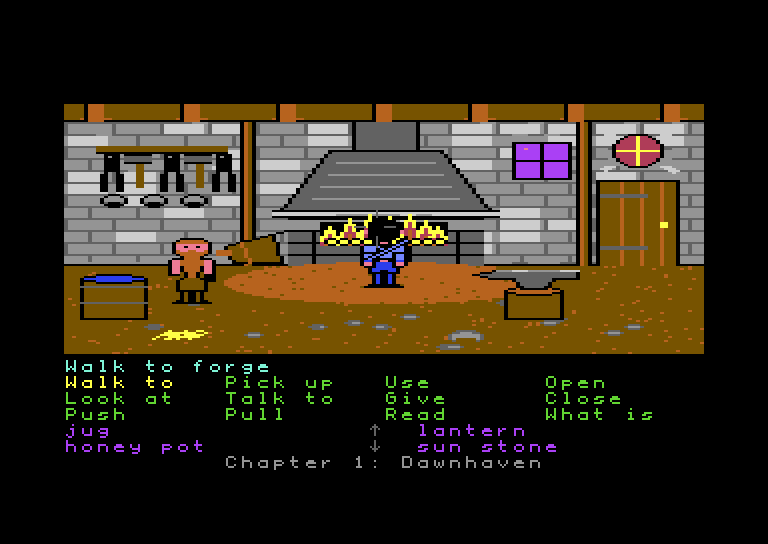 Walk to forge
Walk to Pick up Use Open
Look at Talk to Give Close
Push Pull Read What is
jug ↑ lantern
honey pot ↓ sun stone
Chapter 1: Dawnhaven